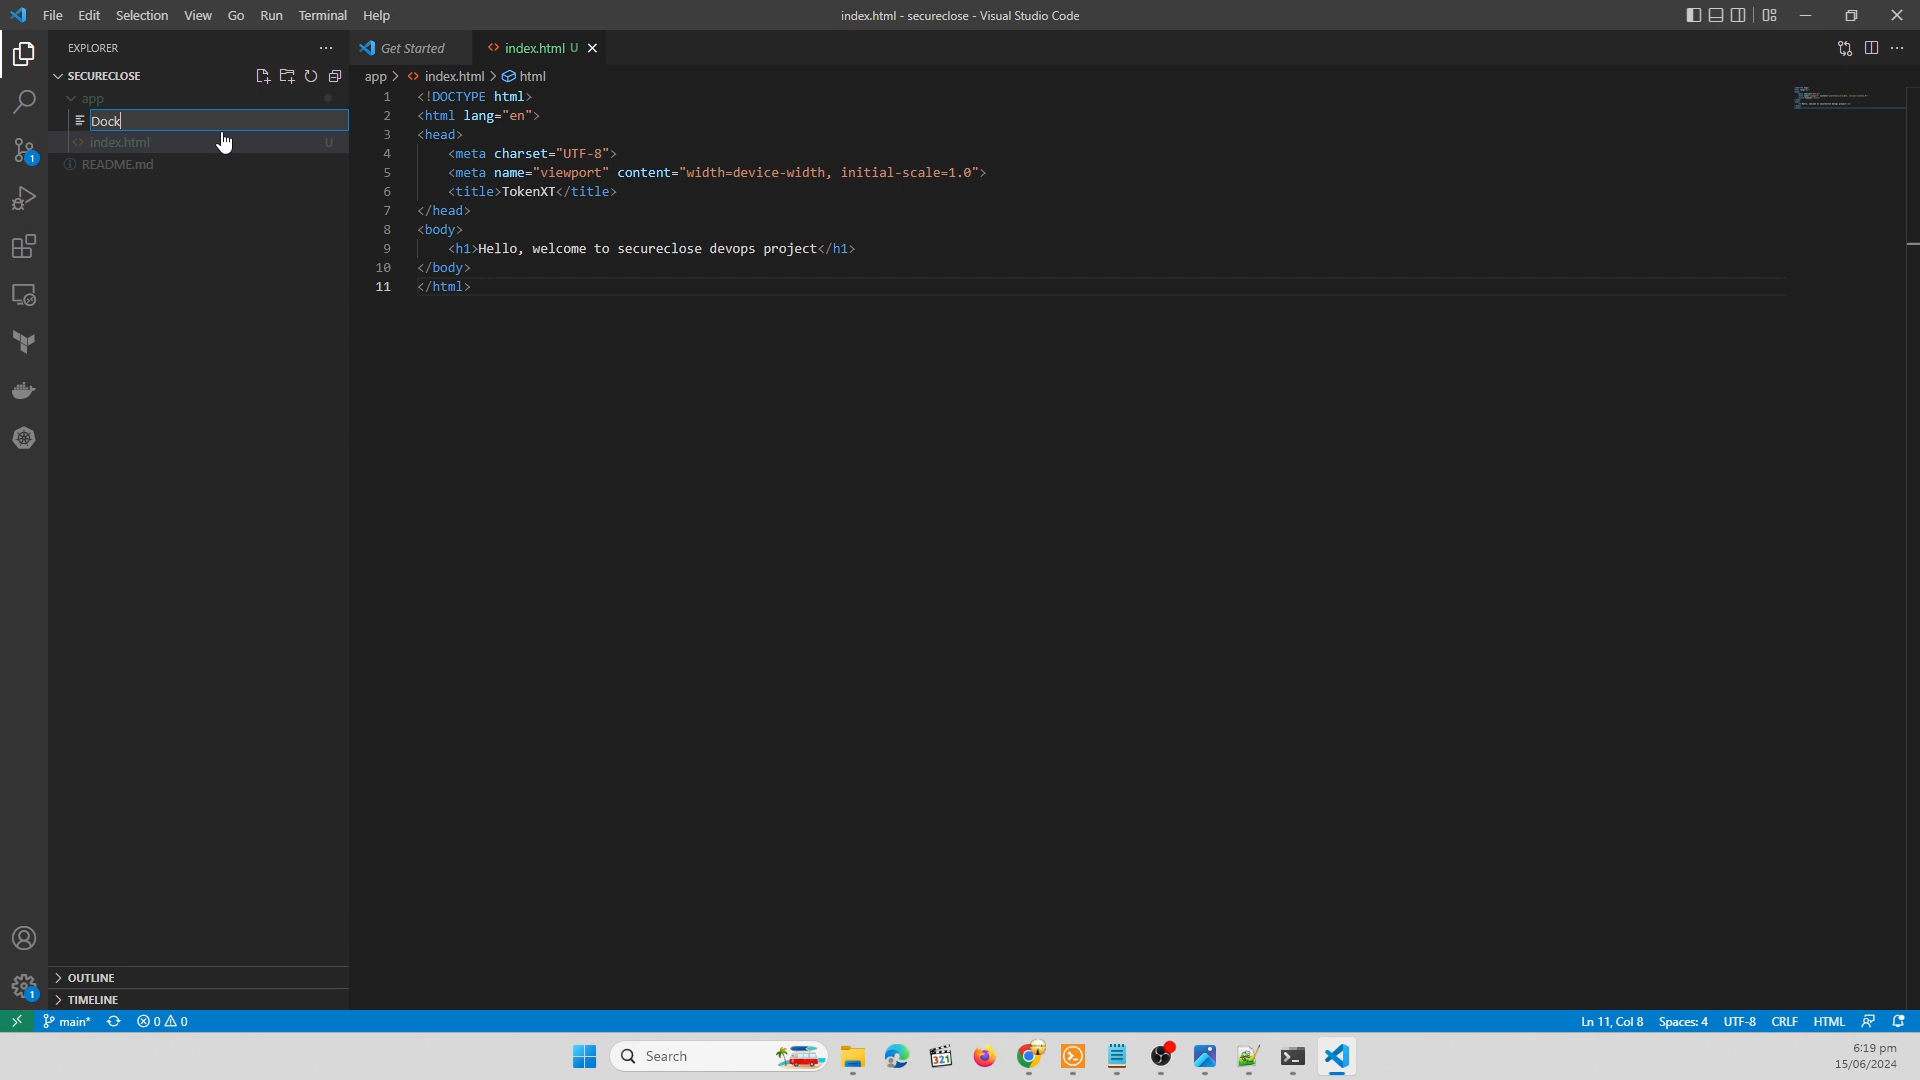 File Edit Selection View Go Run Terminal Help
index.html - secureclose - Visual Studio Code
EXPLORER
Get Started
index.html U
SECURECLOSE
app > index.html > html
app
Dock
index.html U
README.md
1 <!DOCTYPE html>
2 <html lang="en">
3 <head>
4 <meta charset="UTF-8">
5 <meta name="viewport" content="width=device-width, initial-scale=1.0">
6 <title>TokenXT</title>
7 </head>
8 <body>
9 <h1>Hello, welcome to secureclose devops project</h1>
10 </body>
11 </html>
1
1
OUTLINE
TIMELINE
main* 0 0
Ln 11, Col 8 Spaces: 4 UTF-8 CRLF HTML
Search
321
6:19 pm
15/06/2024